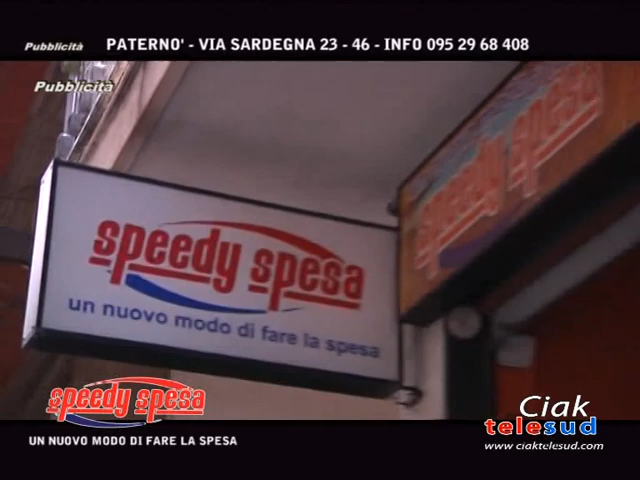 Pubblicità PATERNO' - VIA SARDEGNA 23 - 46 - INFO 095 29 68 408
Pubblicità
speedy spesa
speedy spesa
un nuovo modo di fare la spesa
speedy spesa
UN NUOVO MODO DI FARE LA SPESA
Ciak
telesud
www.ciaktelesud.com